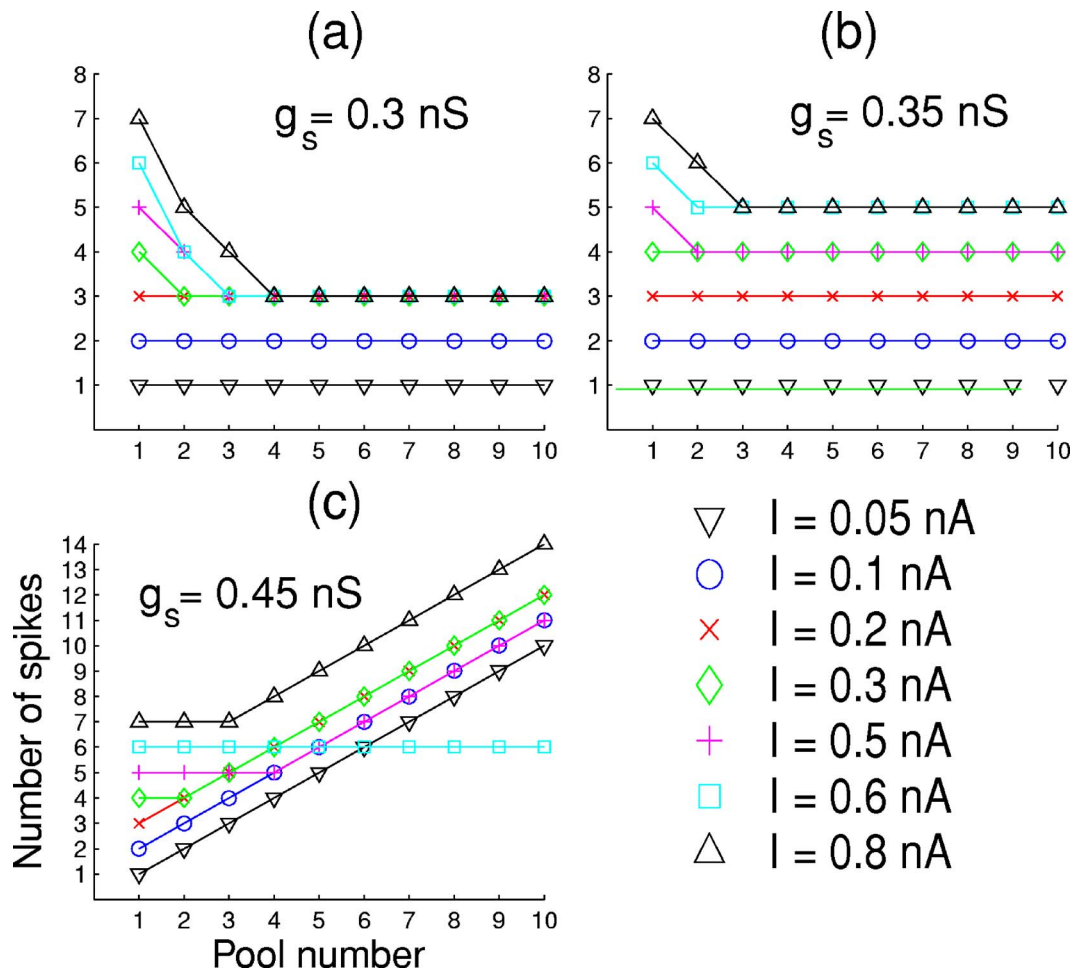 (a)
g_s = 0.3 nS
8
7
6
5
4
3
2
1
1 2 3 4 5 6 7 8 9 10
(b)
g_s = 0.35 nS
8
7
6
5
4
3
2
1
1 2 3 4 5 6 7 8 9 10
(c)
g_s = 0.45 nS
Number of spikes
14
13
12
11
10
9
8
7
6
5
4
3
2
1
1 2 3 4 5 6 7 8 9 10
Pool number
I = 0.05 nA
I = 0.1 nA
I = 0.2 nA
I = 0.3 nA
I = 0.5 nA
I = 0.6 nA
I = 0.8 nA